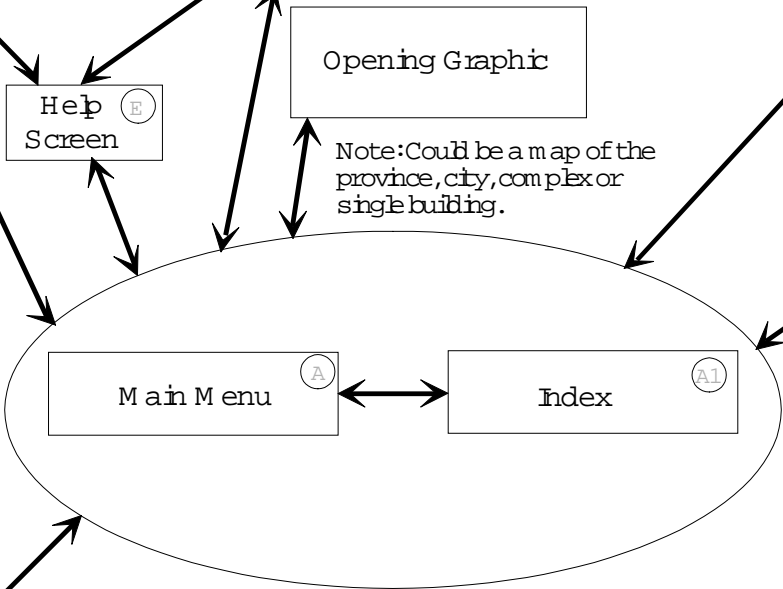 Opening Graphic
Help E
Screen
Note: Could be a map of the
province, city, complex or
single building.
Main Menu A
Index A1